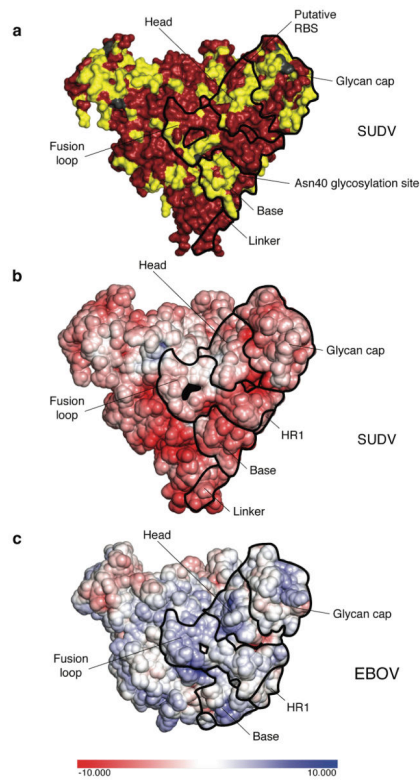 a
Head
Putative
RBS
Glycan cap
SUDV
Fusion
loop
Asn40 glycosylation site
Base
Linker
b
Head
Glycan cap
Fusion
loop
HR1
SUDV
Base
Linker
c
Head
Glycan cap
Fusion
loop
EBOV
HR1
Base
-10.000
10.000